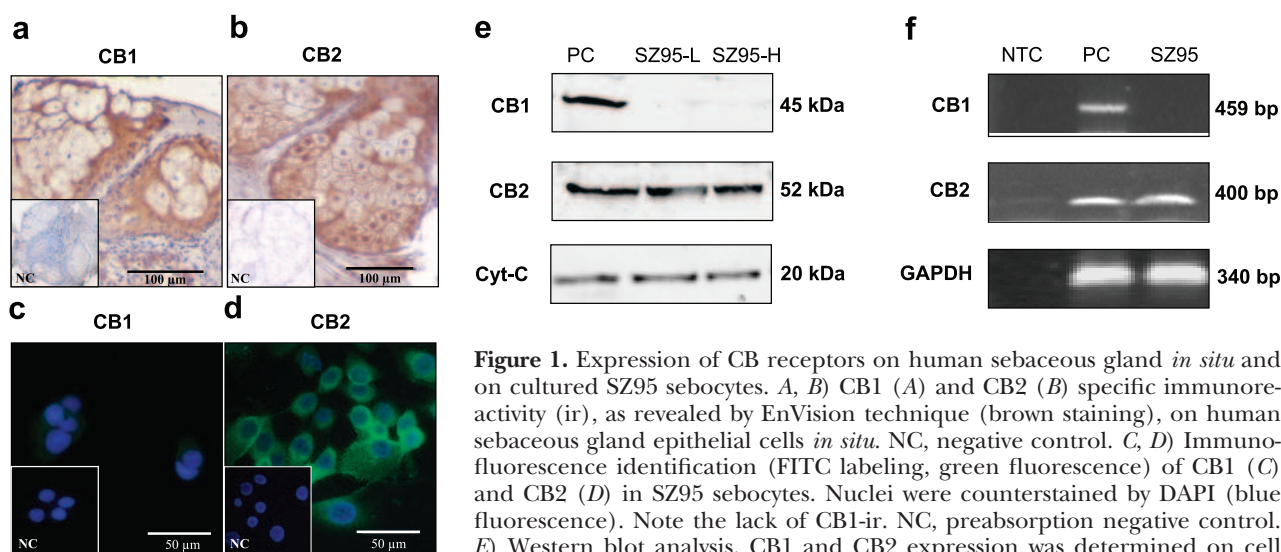 a
CB1
b
CB2
NC
100 µm
NC
100 µm
c
CB1
d
CB2
NC
50 µm
NC
50 µm
e
PC SZ95-L SZ95-H
CB1 45 kDa
CB2 52 kDa
Cyt-C 20 kDa
f
NTC PC SZ95
CB1 459 bp
CB2 400 bp
GAPDH 340 bp
Figure 1. Expression of CB receptors on human sebaceous gland in situ and
on cultured SZ95 sebocytes. A, B) CB1 (A) and CB2 (B) specific immunore-
activity (ir), as revealed by EnVision technique (brown staining), on human
sebaceous gland epithelial cells in situ. NC, negative control. C, D) Immuno-
fluorescence identification (FITC labeling, green fluorescence) of CB1 (C)
and CB2 (D) in SZ95 sebocytes. Nuclei were counterstained by DAPI (blue
fluorescence). Note the lack of CB1-ir. NC, preabsorption negative control.
E) Western blot analysis. CB1 and CB2 expression was determined on cell